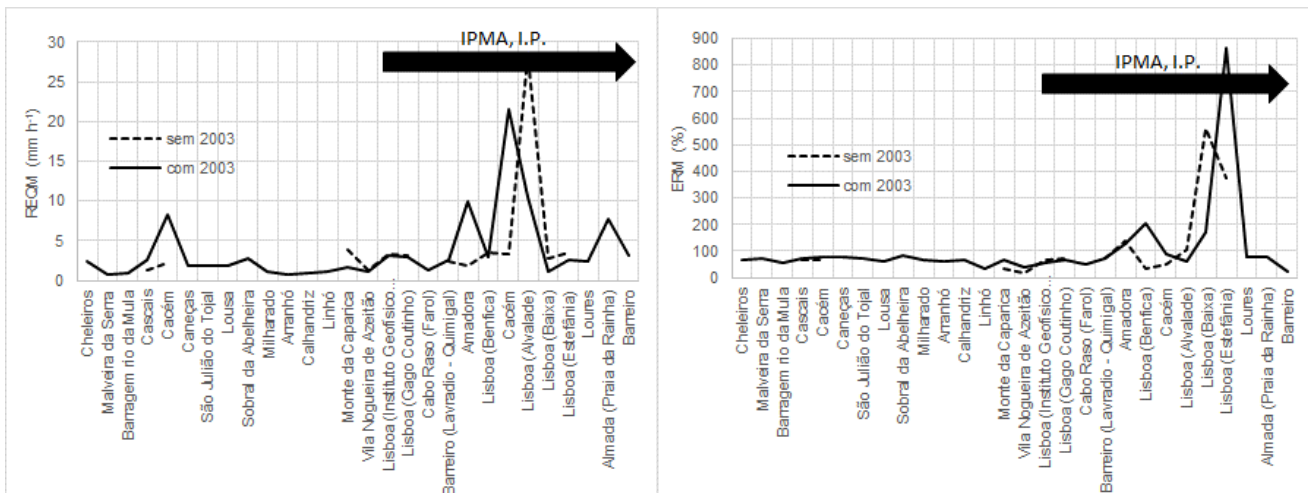 30
25
20
15
10
5
0
REQM (mm h⁻¹)
IPMA, I.P.
sem 2003
com 2003
Cheleiros
Malveira da Serra
Barragem rio da Mula
Cascais
Cacém
Caneças
São Julião do Tojal
Lousa
Sobral da Abelheira
Milharado
Arranhó
Calhandriz
Linhó
Monte da Caparica
Vila Nogueira de Azeitão
Lisboa (Instituto Geofísico)
Lisboa (Gago Coutinho)
Cabo Raso (Farol)
Barreiro (Lavradio - Quimigal)
Amadora
Lisboa (Benfica)
Cacém
Lisboa (Alvalade)
Lisboa (Baixa)
Lisboa (Estefânia)
Loures
Almada (Praia da Rainha)
Barreiro
900
800
700
600
500
400
300
200
100
0
ERM (%)
IPMA, I.P.
sem 2003
com 2003
Cheleiros
Malveira da Serra
Barragem rio da Mula
Cascais
Cacém
Caneças
São Julião do Tojal
Lousa
Sobral da Abelheira
Milharado
Arranhó
Calhandriz
Linhó
Monte da Caparica
Vila Nogueira de Azeitão
Lisboa (Instituto Geofísico)
Lisboa (Gago Coutinho)
Cabo Raso (Farol)
Barreiro (Lavradio - Quimigal)
Amadora
Lisboa (Benfica)
Cacém
Lisboa (Alvalade)
Lisboa (Baixa)
Lisboa (Estefânia)
Loures
Almada (Praia da Rainha)
Barreiro